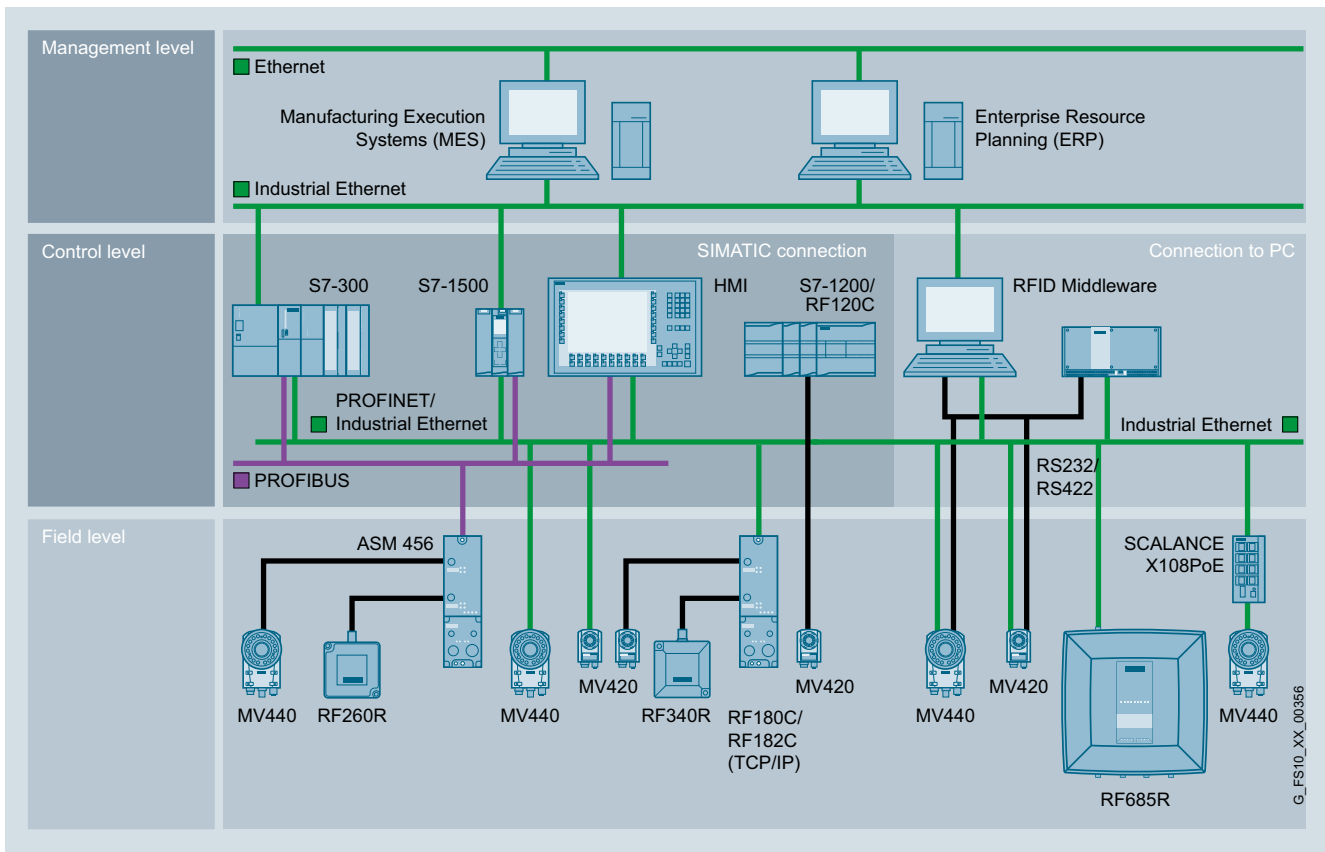 Management level
Ethernet
Manufacturing Execution
Systems (MES)
Enterprise Resource
Planning (ERP)
Industrial Ethernet
Control level
SIMATIC connection
Connection to PC
S7-300
S7-1500
HMI
S7-1200/
RF120C
RFID Middleware
PROFINET/
Industrial Ethernet
Industrial Ethernet
PROFIBUS
RS232/
RS422
Field level
ASM 456
SCALANCE
X108PoE
MV440
RF260R
MV440
MV420
RF340R
RF180C/
RF182C
(TCP/IP)
MV420
MV440
MV420
RF685R
MV440
G_FS10_XX_00356